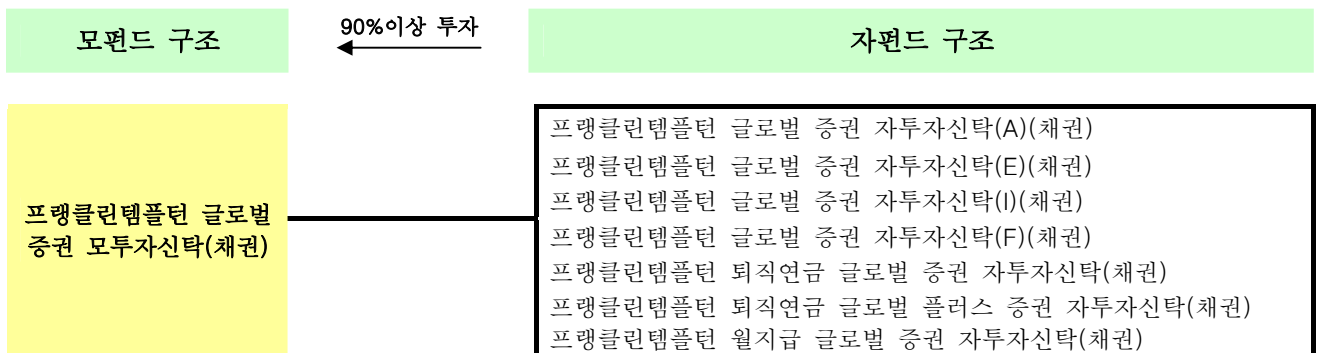 모펀드 구조
90%이상 투자
자펀드 구조
프랭클린템플턴 글로벌
증권 모투자신탁(채권)
프랭클린템플턴 글로벌 증권 자투자신탁(A)(채권)
프랭클린템플턴 글로벌 증권 자투자신탁(E)(채권)
프랭클린템플턴 글로벌 증권 자투자신탁(I)(채권)
프랭클린템플턴 글로벌 증권 자투자신탁(F)(채권)
프랭클린템플턴 퇴직연금 글로벌 증권 자투자신탁(채권)
프랭클린템플턴 퇴직연금 글로벌 플러스 증권 자투자신탁(채권)
프랭클린템플턴 월지급 글로벌 증권 자투자신탁(채권)